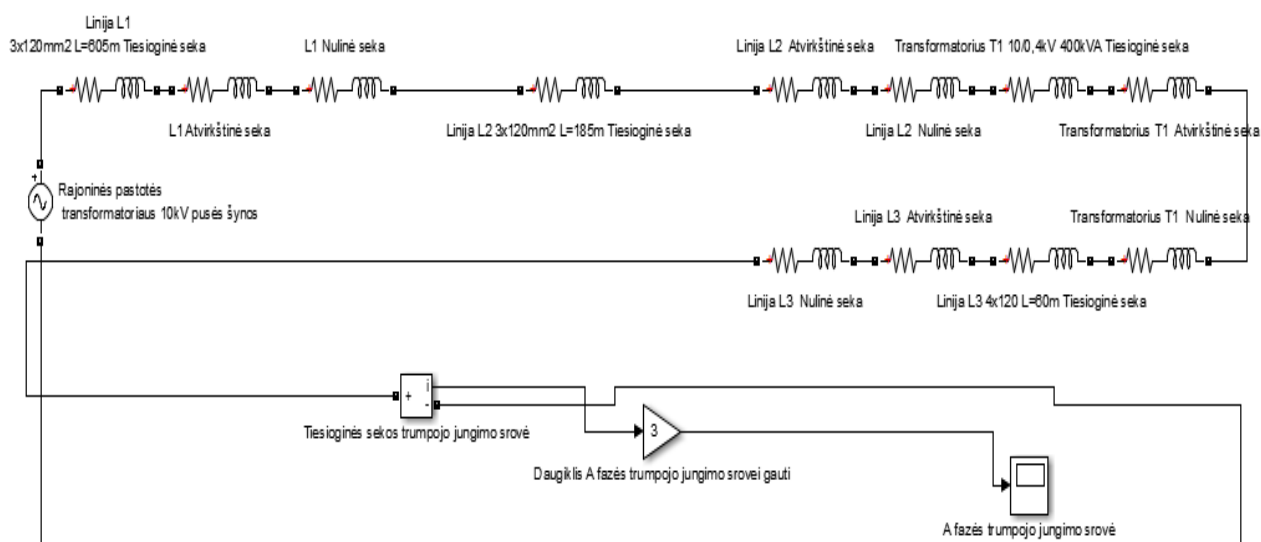 Linija L1
3x120mm2 L=605m Tiesioginė seka
L1 Nulinė seka
Linija L2 Atvirkštinė seka
Transformatorius T1 10/0,4kV 400kVA Tiesioginė seka
L1 Atvirkštinė seka
Linija L2 3x120mm2 L=185m Tiesioginė seka
Linija L2 Nulinė seka
Transformatorius T1 Atvirkštinė seka
+
Rajoninės pastotės
transformatoriaus 10kV pusės šynos
Linija L3 Atvirkštinė seka
Transformatorius T1 Nulinė seka
Linija L3 Nulinė seka
Linija L3 4x120 L=60m Tiesioginė seka
+
i
-
Tiesioginės sekos trumpojo jungimo srovė
3
Daugiklis A fazės trumpojo jungimo srovei gauti
A fazės trumpojo jungimo srovė